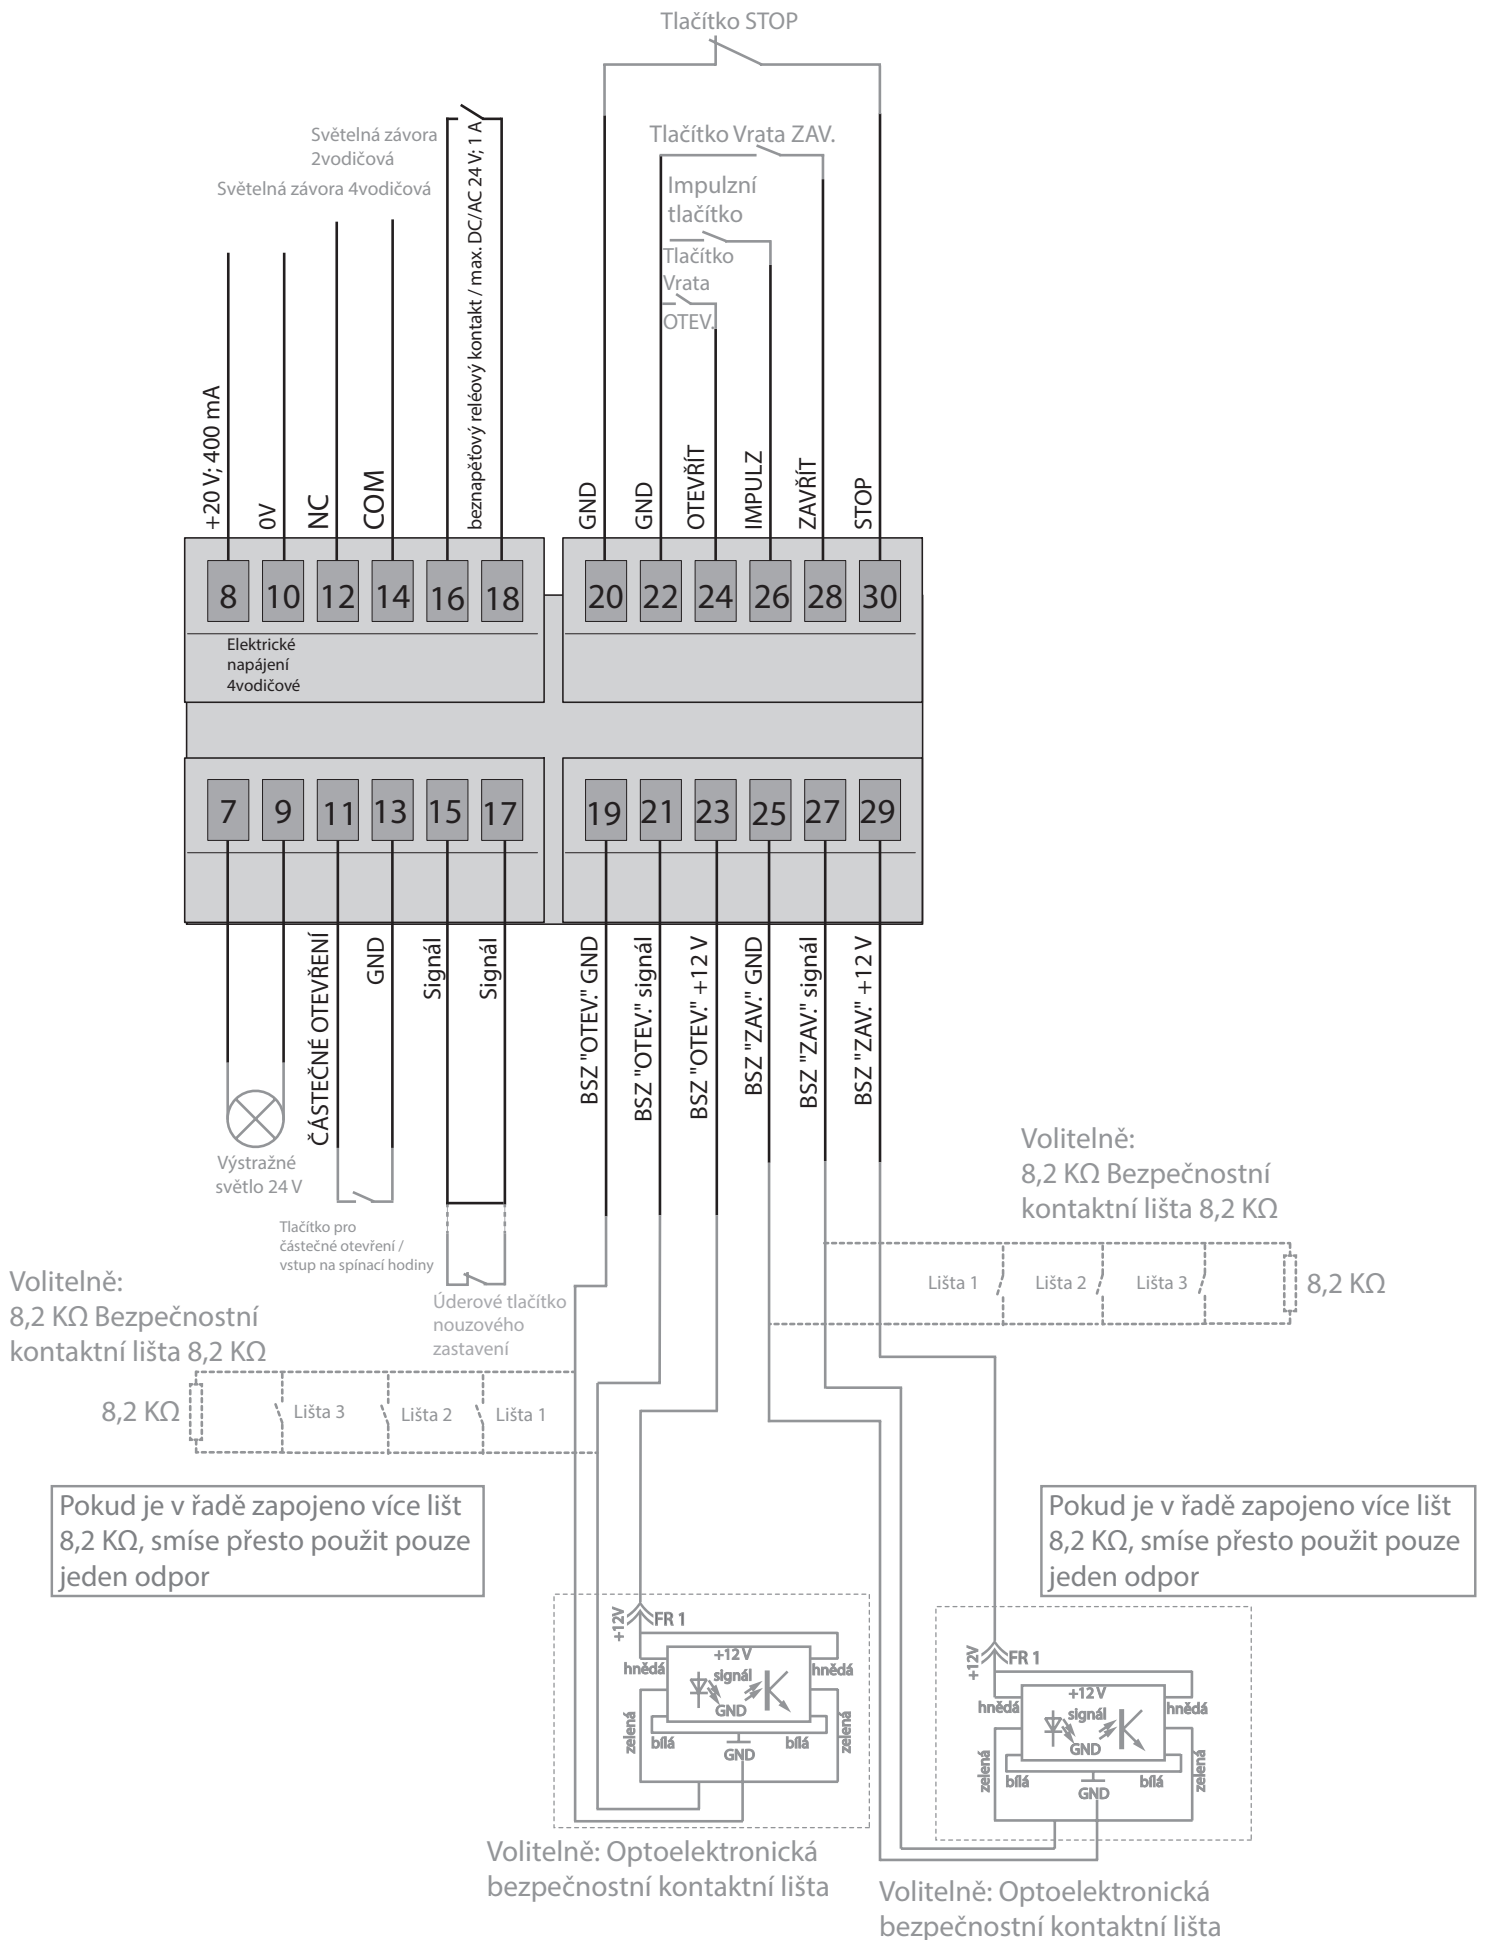 Tlačítko STOP
Světelná závora
2vodičová
Světelná závora 4vodičová
Tlačítko Vrata ZAV.
Impulzní
tlačítko
Tlačítko
Vrata
OTEV.
+20 V; 400 mA
0V
NC
COM
beznapěťový reléový kontakt / max. DC/AC 24 V; 1 A
GND
GND
OTEVŘÍT
IMPULZ
ZAVŘÍT
STOP
8 10 12 14 16 18 20 22 24 26 28 30
Elektrické
napájení
4vodičové
7 9 11 13 15 17 19 21 23 25 27 29
ČÁSTEČNÉ OTEVŘENÍ
GND
Signál
Signál
BSZ "OTEV." GND
BSZ "OTEV." signál
BSZ "OTEV." +12 V
BSZ "ZAV." GND
BSZ "ZAV." signál
BSZ "ZAV." +12 V
Výstražné
světlo 24 V
Tlačítko pro
částečné otevření /
vstup na spínací hodiny
Úderové tlačítko
nouzového
zastavení
Volitelně:
8,2 KΩ Bezpečnostní
kontaktní lišta 8,2 KΩ
Lišta 1
Lišta 2
Lišta 3
8,2 KΩ
Volitelně:
8,2 KΩ Bezpečnostní
kontaktní lišta 8,2 KΩ
8,2 KΩ
Lišta 3
Lišta 2
Lišta 1
Pokud je v řadě zapojeno více lišt
8,2 KΩ, smíse přesto použit pouze
jeden odpor
Pokud je v řadě zapojeno více lišt
8,2 KΩ, smíse přesto použit pouze
jeden odpor
+12V
FR 1
+12 V
hnědá
signál
hnědá
GND
zelená
bílá
GND
bílá
zelená
+12V
FR 1
+12 V
hnědá
signál
hnědá
GND
zelená
bílá
GND
bílá
zelená
Volitelně: Optoelektronická
bezpečnostní kontaktní lišta
Volitelně: Optoelektronická
bezpečnostní kontaktní lišta